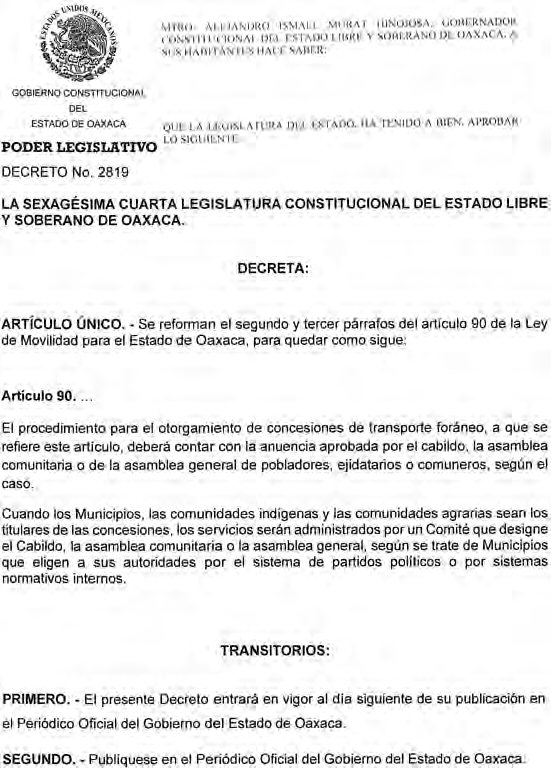 ESTADOS UNIDOS MEXICANOS
MTRO. ALEJANDRO ISMAEL MURAT HINOJOSA, GOBERNADOR
CONSTITUCIONAL DEL ESTADO LIBRE Y SOBERANO DE OAXACA, A
SUS HABITANTES HACE SABER:
GOBIERNO CONSTITUCIONAL
DEL
ESTADO DE OAXACA
QUE LA LEGISLATURA DEL ESTADO, HA TENIDO A BIEN, APROBAR
LO SIGUIENTE
PODER LEGISLATIVO
DECRETO No. 2819
LA SEXAGÉSIMA CUARTA LEGISLATURA CONSTITUCIONAL DEL ESTADO LIBRE
Y SOBERANO DE OAXACA.
DECRETA:
ARTÍCULO ÚNICO. - Se reforman el segundo y tercer párrafos del artículo 90 de la Ley
de Movilidad para el Estado de Oaxaca, para quedar como sigue:
Artículo 90. ...
El procedimiento para el otorgamiento de concesiones de transporte foráneo, a que se
refiere este artículo, deberá contar con la anuencia aprobada por el cabildo, la asamblea
comunitaria o de la asamblea general de pobladores, ejidatarios o comuneros, según el
caso.
Cuando los Municipios, las comunidades indígenas y las comunidades agrarias sean los
titulares de las concesiones, los servicios serán administrados por un Comité que designe
el Cabildo, la asamblea comunitaria o la asamblea general, según se trate de Municipios
que eligen a sus autoridades por el sistema de partidos políticos o por sistemas
normativos internos.
TRANSITORIOS:
PRIMERO. - El presente Decreto entrará en vigor al día siguiente de su publicación en
el Periódico Oficial del Gobierno del Estado de Oaxaca.
SEGUNDO. - Publíquese en el Periódico Oficial del Gobierno del Estado de Oaxaca.